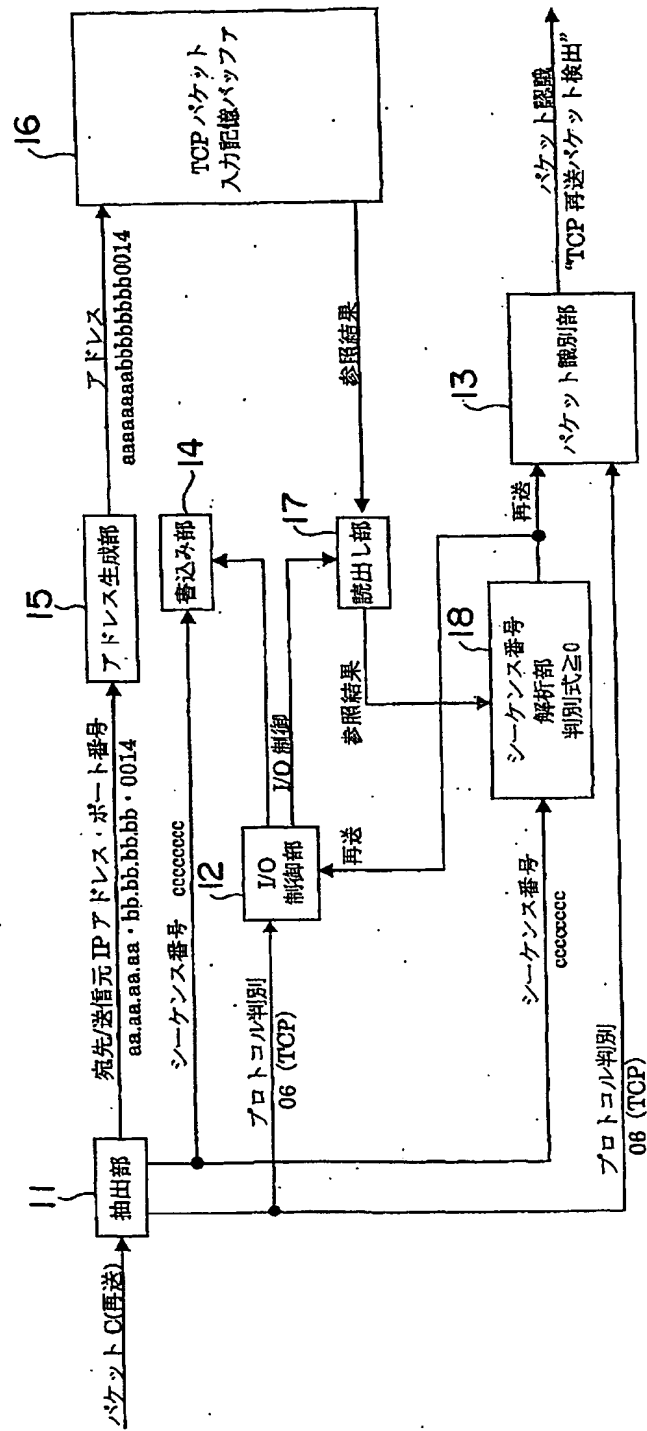 パケット C(再送)
11
抽出部
宛先/送信元 IP アドレス・ポート番号
aa.aa.aa.aa・bb.bb.bb.bb・0014
15
アドレス生成部
アドレス
aaaaaaaabbbbbbbb0014
16
TCP パケット
入力記憶バッファ
シーケンス番号 cccccccc
14
書込み部
プロトコル判別
06 (TCP)
12
I/O
制御部
I/O 制御
17
読出し部
参照結果
参照結果
再送
シーケンス番号
cccccccc
18
シーケンス番号
解析部
判別式≧0
再送
13
パケット識別部
パケット認識
“TCP 再送パケット検出”
プロトコル判別
06 (TCP)